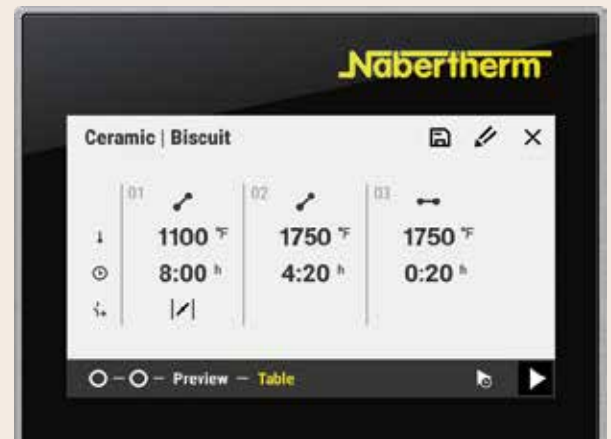 Nabertherm
Ceramic | Biscuit
01 02 03
1100 °F 1750 °F 1750 °F
8:00 h 4:20 h 0:20 h
Preview — Table